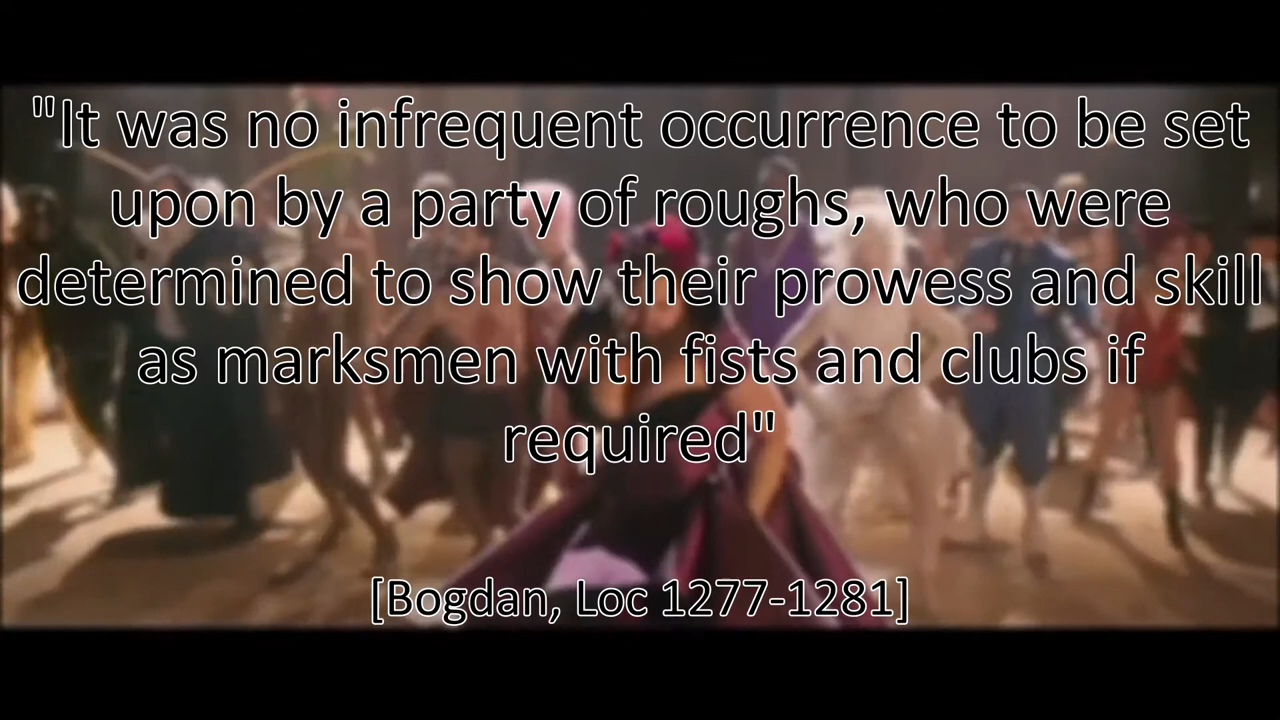 "It was no infrequent occurrence to be set
upon by a party of roughs, who were
determined to show their prowess and skill
as marksmen with fists and clubs if
required"
[Bogdan, Loc 1277-1281]